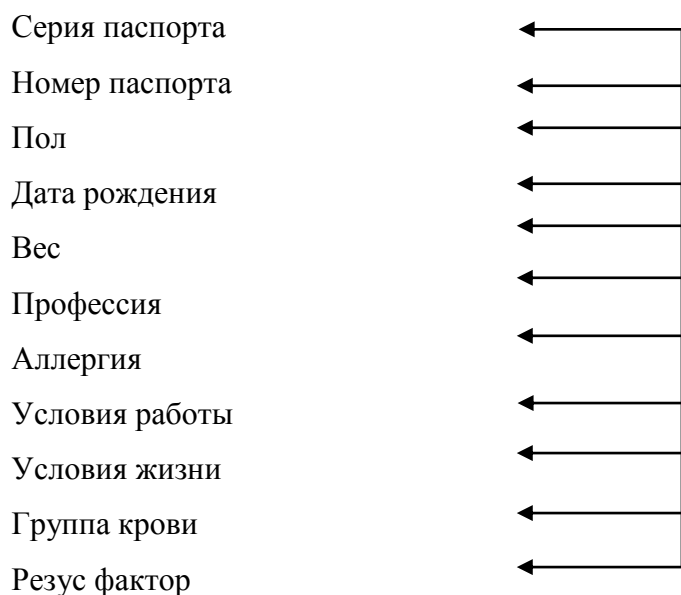 Серия паспорта
Номер паспорта
Пол
Дата рождения
Вес
Профессия
Аллергия
Условия работы
Условия жизни
Группа крови
Резус фактор